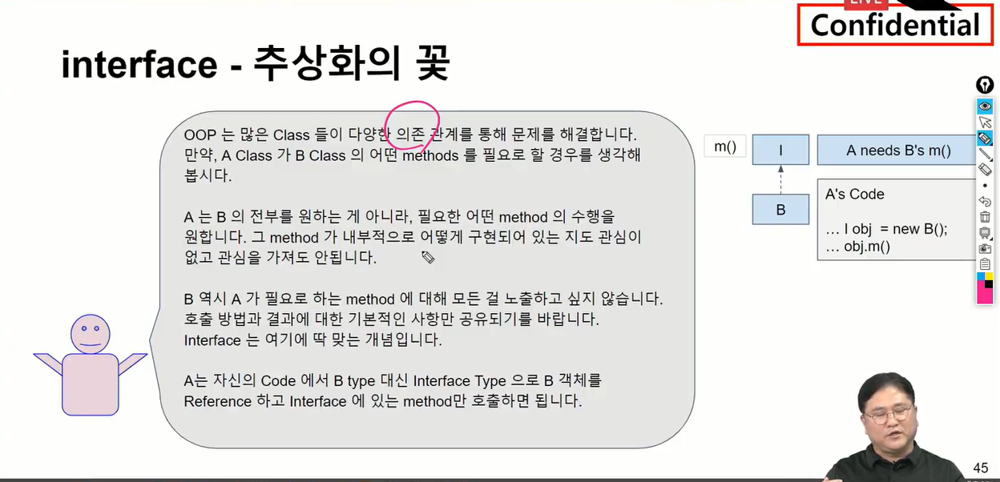 LIVE
Confidential
interface - 추상화의 꽃
OOP 는 많은 Class 들이 다양한 의존 관계를 통해 문제를 해결합니다.
만약, A Class 가 B Class 의 어떤 methods 를 필요로 할 경우를 생각해
봅시다.
A 는 B 의 전부를 원하는 게 아니라, 필요한 어떤 method 의 수행을
원합니다. 그 method 가 내부적으로 어떻게 구현되어 있는 지도 관심이
없고 관심을 가져도 안됩니다.
B 역시 A 가 필요로 하는 method 에 대해 모든 걸 노출하고 싶지 않습니다.
호출 방법과 결과에 대한 기본적인 사항만 공유되기를 바랍니다.
Interface 는 여기에 딱 맞는 개념입니다.
A는 자신의 Code 에서 B type 대신 Interface Type 으로 B 객체를
Reference 하고 Interface 에 있는 method만 호출하면 됩니다.
m()
I
A needs B's m()
B
A's Code
… I obj = new B();
… obj.m()
45